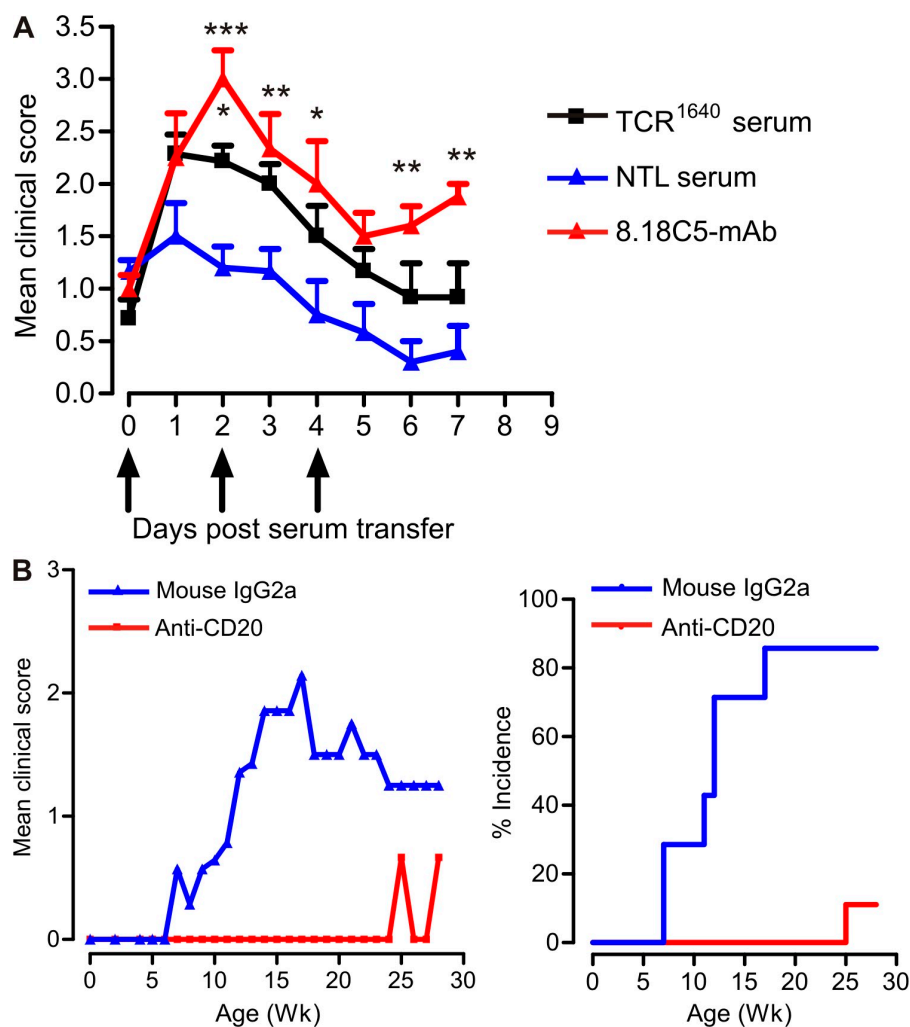 A
Mean clinical score
3.5
3.0
2.5
2.0
1.5
1.0
0.5
0.0
***
*
**
*
**
**
TCR1640 serum
NTL serum
8.18C5-mAb
0 1 2 3 4 5 6 7 8 9
Days post serum transfer
B
Mean clinical score
3
2
1
0
Mouse IgG2a
Anti-CD20
0 5 10 15 20 25 30
Age (Wk)
% Incidence
100
80
60
40
20
0
Mouse IgG2a
Anti-CD20
0 5 10 15 20 25 30
Age (Wk)